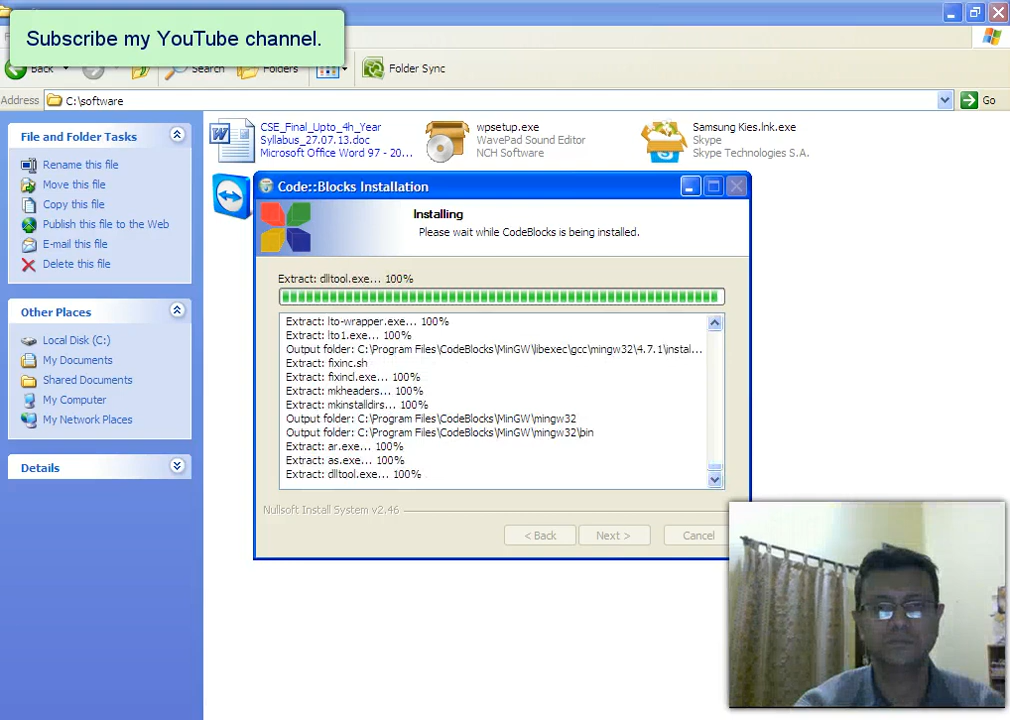 Subscribe my YouTube channel.
Back
Search
Folders
Folder Sync
Address
C:\software
Go
File and Folder Tasks
Rename this file
Move this file
Copy this file
Publish this file to the Web
E-mail this file
Delete this file
Other Places
Local Disk (C:)
My Documents
Shared Documents
My Computer
My Network Places
Details
CSE_Final_Upto_4h_Year
Syllabus_27.07.13.doc
Microsoft Office Word 97 - 20...
wpsetup.exe
WavePad Sound Editor
NCH Software
Samsung Kies.lnk.exe
Skype
Skype Technologies S.A.
Code::Blocks Installation
Installing
Please wait while CodeBlocks is being installed.
Extract: dlltool.exe... 100%
Extract: lto-wrapper.exe... 100%
Extract: lto1.exe... 100%
Output folder: C:\Program Files\CodeBlocks\MinGW\libexec\gcc\mingw32\4.7.1\instal...
Extract: fixinc.sh
Extract: fixincl.exe... 100%
Extract: mkheaders... 100%
Extract: mkinstalldirs... 100%
Output folder: C:\Program Files\CodeBlocks\MinGW\mingw32
Output folder: C:\Program Files\CodeBlocks\MinGW\mingw32\bin
Extract: ar.exe... 100%
Extract: as.exe... 100%
Extract: dlltool.exe... 100%
Nullsoft Install System v2.46
< Back
Next >
Cancel